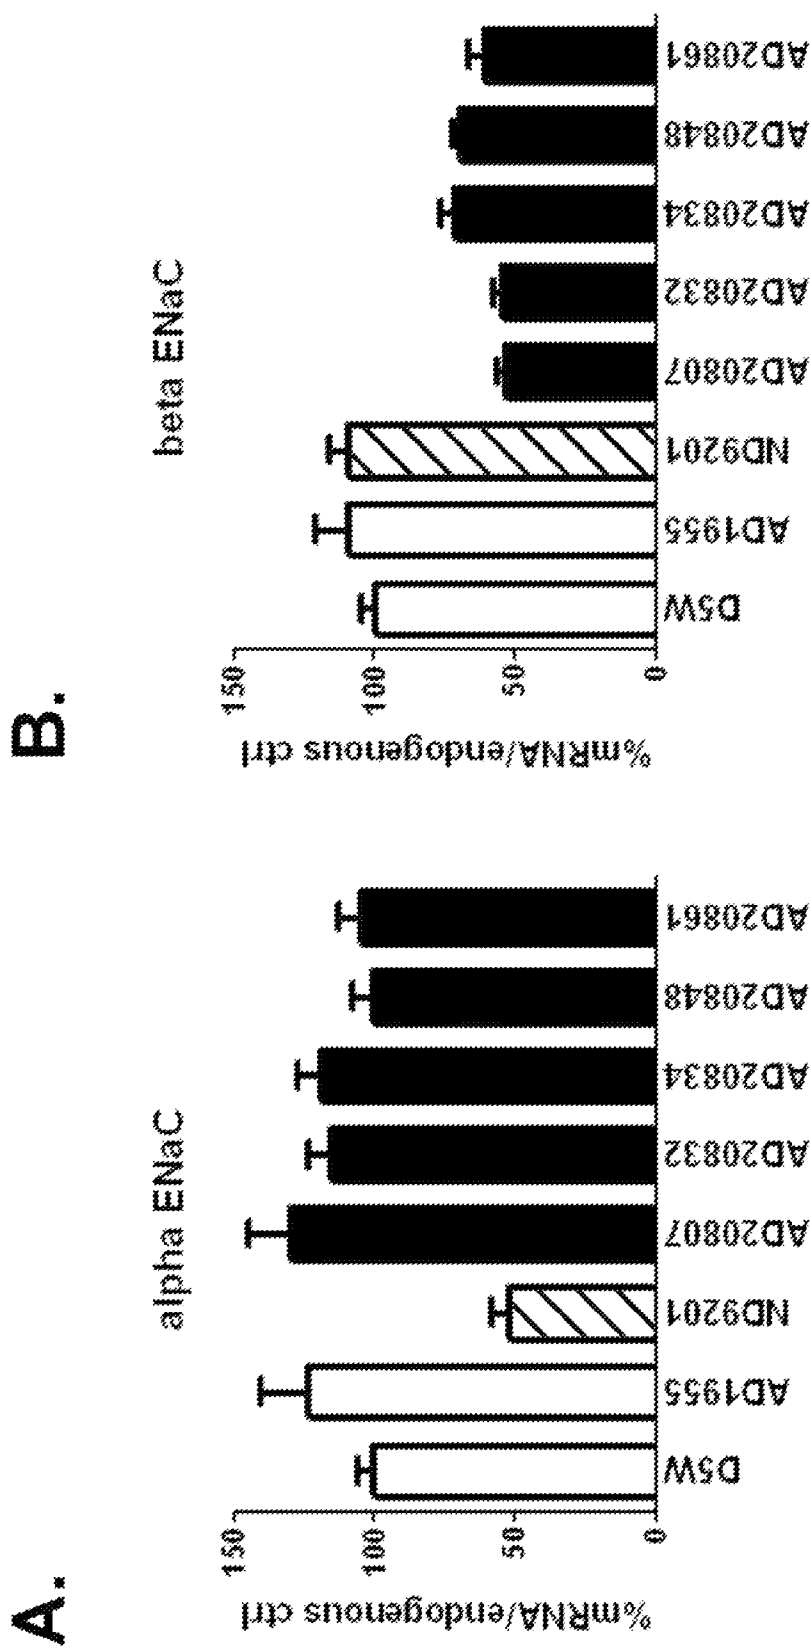 A.
alpha ENaC
%mRNA/endogenous ctrl
150
100
50
0
D5W
AD1955
ND9201
AD20807
AD20832
AD20834
AD20848
AD20861
B.
beta ENaC
%mRNA/endogenous ctrl
150
100
50
0
D5W
AD1955
ND9201
AD20807
AD20832
AD20834
AD20848
AD20861